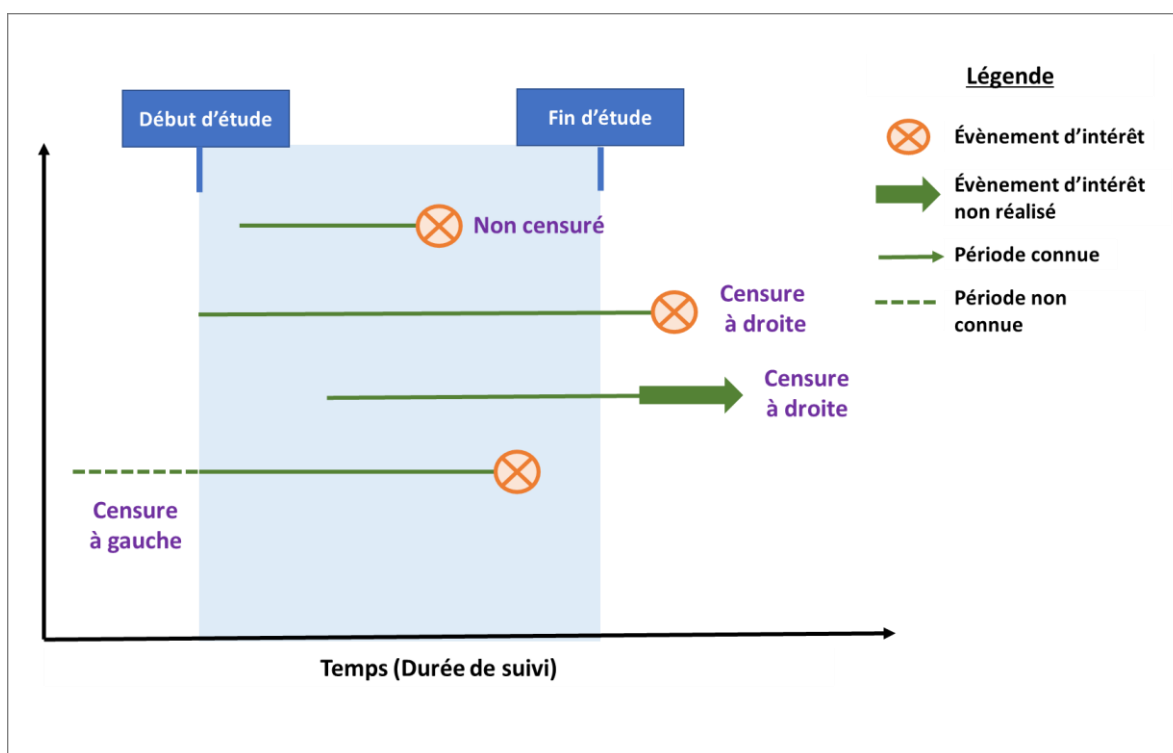 Légende
Début d'étude
Fin d'étude
Évènement d'intérêt
Évènement d'intérêt
non réalisé
Période connue
Période non
connue
Non censuré
Censure
à droite
Censure
à droite
Censure
à gauche
Temps (Durée de suivi)